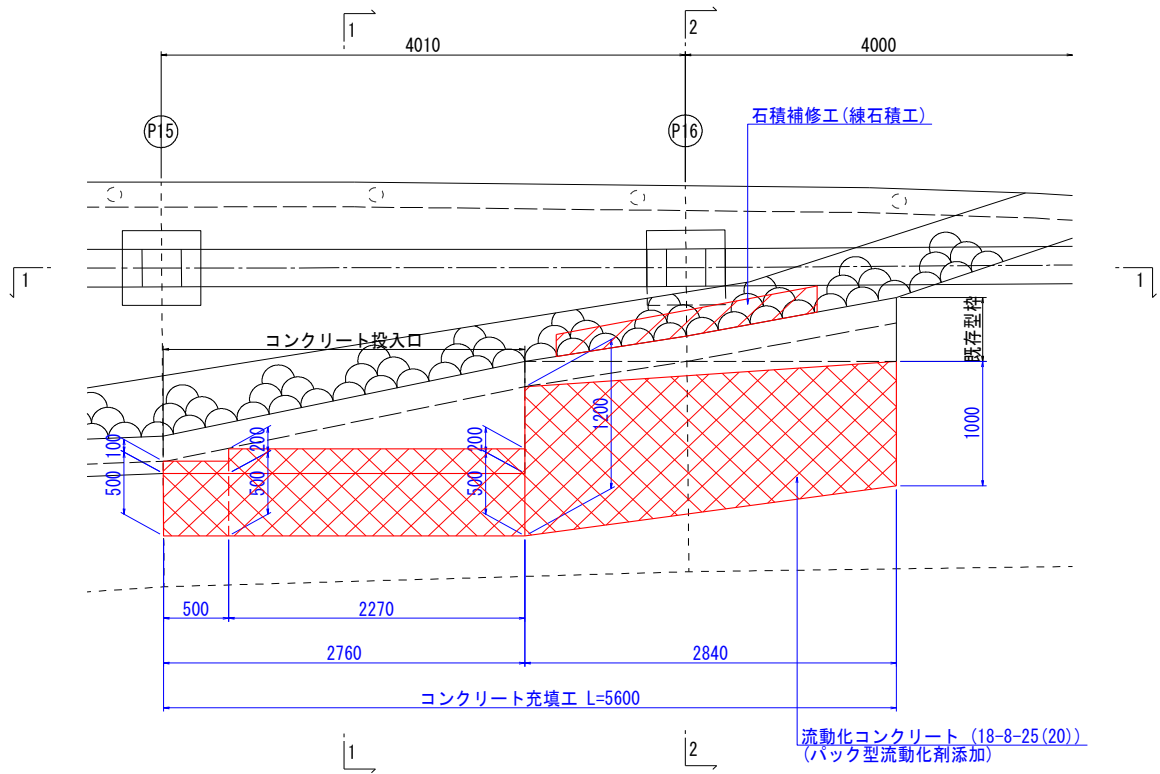 1
2
4010
4000
石積補修工(練石積工)
P15
P16
1
1
コンクリート投入口
既存型枠
1200
1000
100
500
200
500
200
500
500
2270
2760
2840
コンクリート充填工 L=5600
流動化コンクリート (18-8-25(20))
(パック型流動化剤添加)
1
2